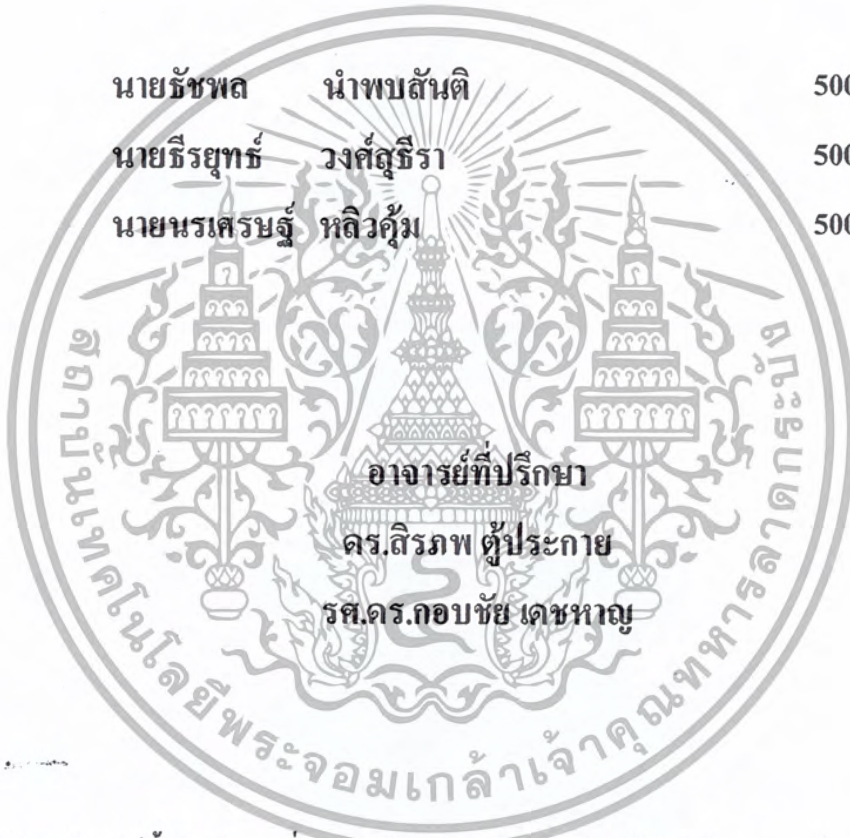 นายธัชพล นำพบสันติ 500
นายธีรยุทธ์ วงศ์สุธีรา 500
นายนรเศรษฐ์ หลิวคุ้ม 500
อาจารย์ที่ปรึกษา
ดร.สิรภพ ตู้ประกาย
รศ.ดร.กอบชัย เดชหาญ
สถาบันเทคโนโลยีพระจอมเกล้าเจ้าคุณทหารลาดกระบัง